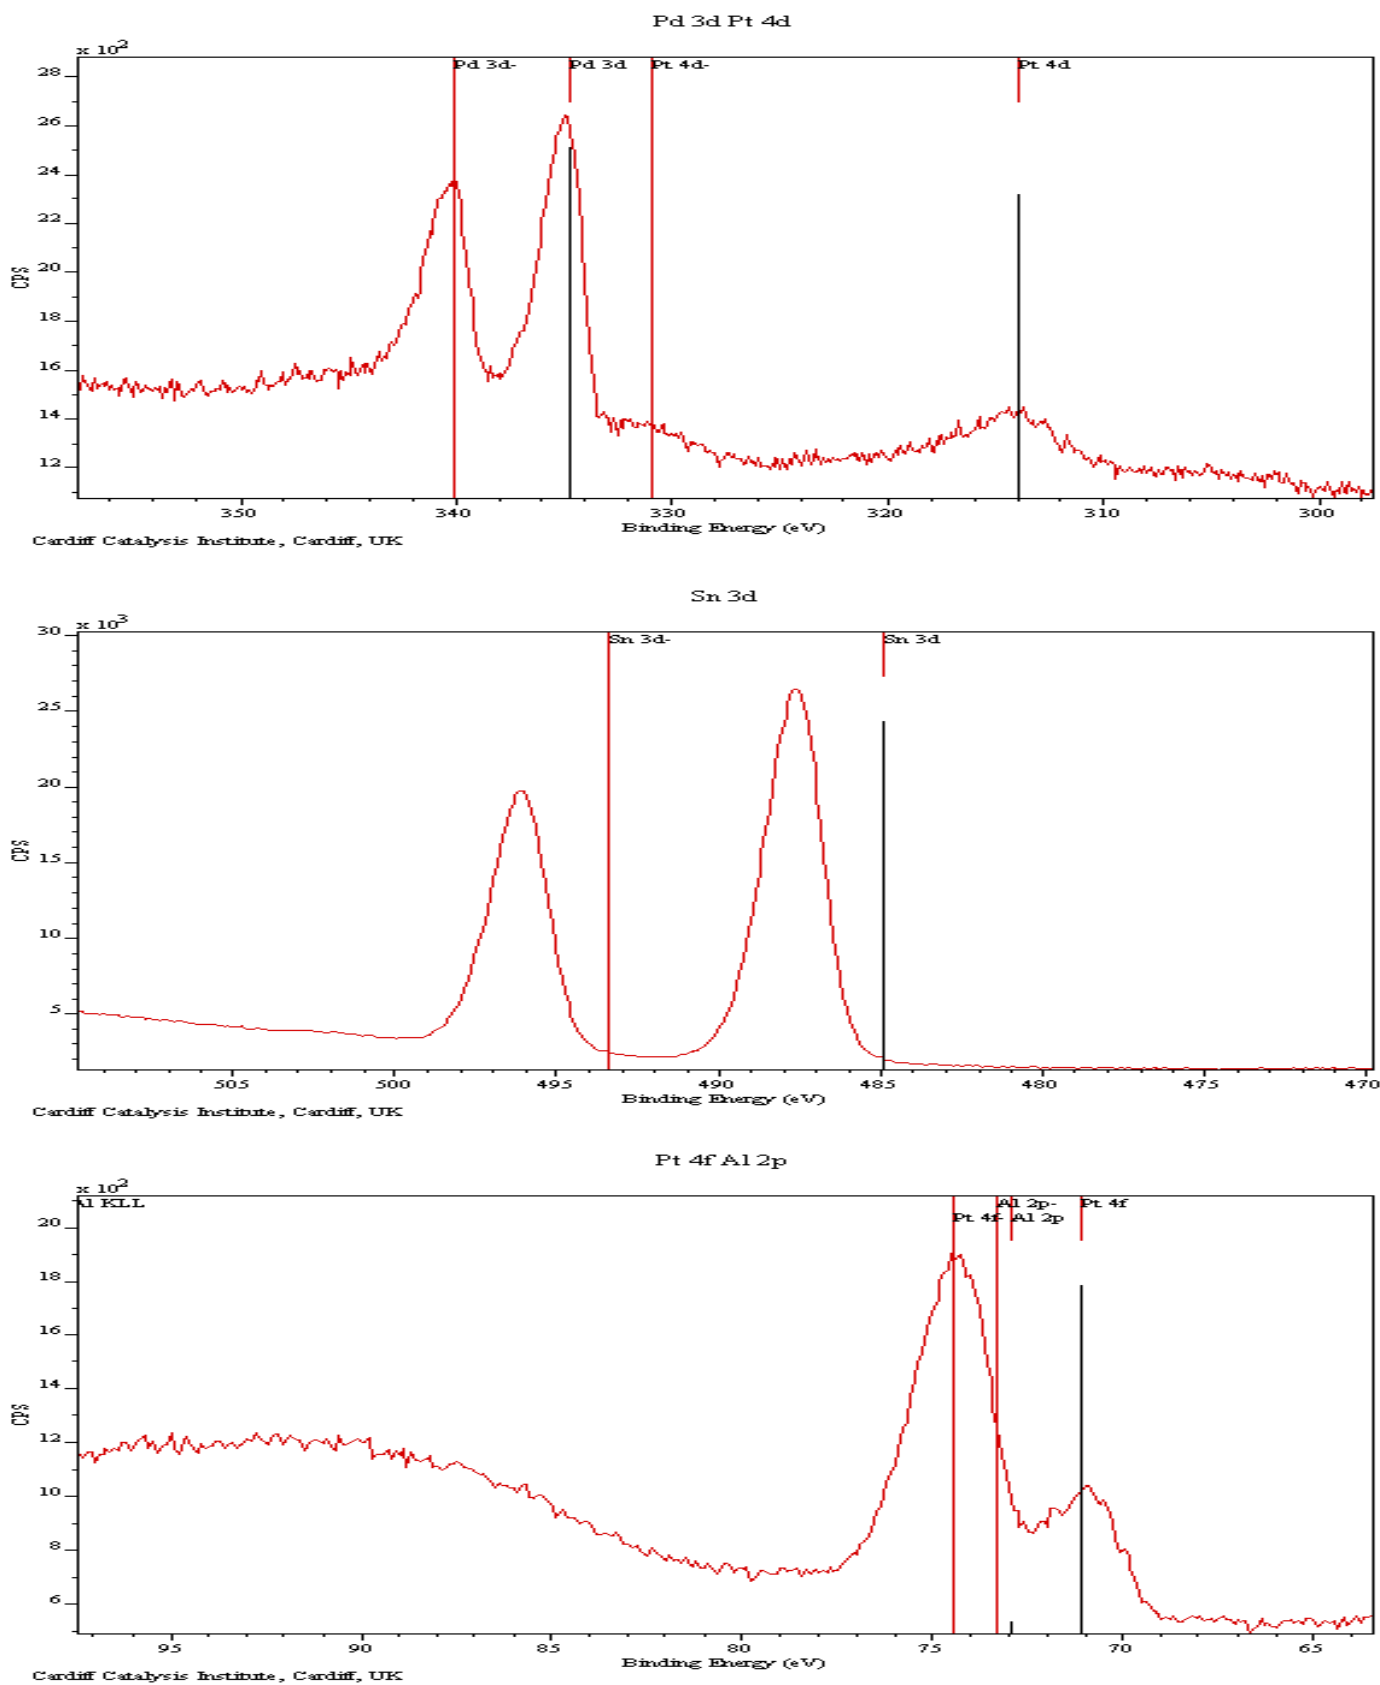 Pd 3d Pt 4d
x 10²
Pd 3d- Pd 3d Pt 4d- Pt 4d
28
26
24
22
20
18
16
14
12
CPS
350 340 330 320 310 300
Binding Energy (eV)
Cardiff Catalysis Institute, Cardiff, UK
Sn 3d
x 10³
Sn 3d- Sn 3d
30
25
20
15
10
5
CPS
505 500 495 490 485 480 475 470
Binding Energy (eV)
Cardiff Catalysis Institute, Cardiff, UK
Pt 4f Al 2p
x 10²
Al KLL Al 2p- Pt 4f
Pt 4f- Al 2p
20
18
16
14
12
10
8
6
CPS
95 90 85 80 75 70 65
Binding Energy (eV)
Cardiff Catalysis Institute, Cardiff, UK